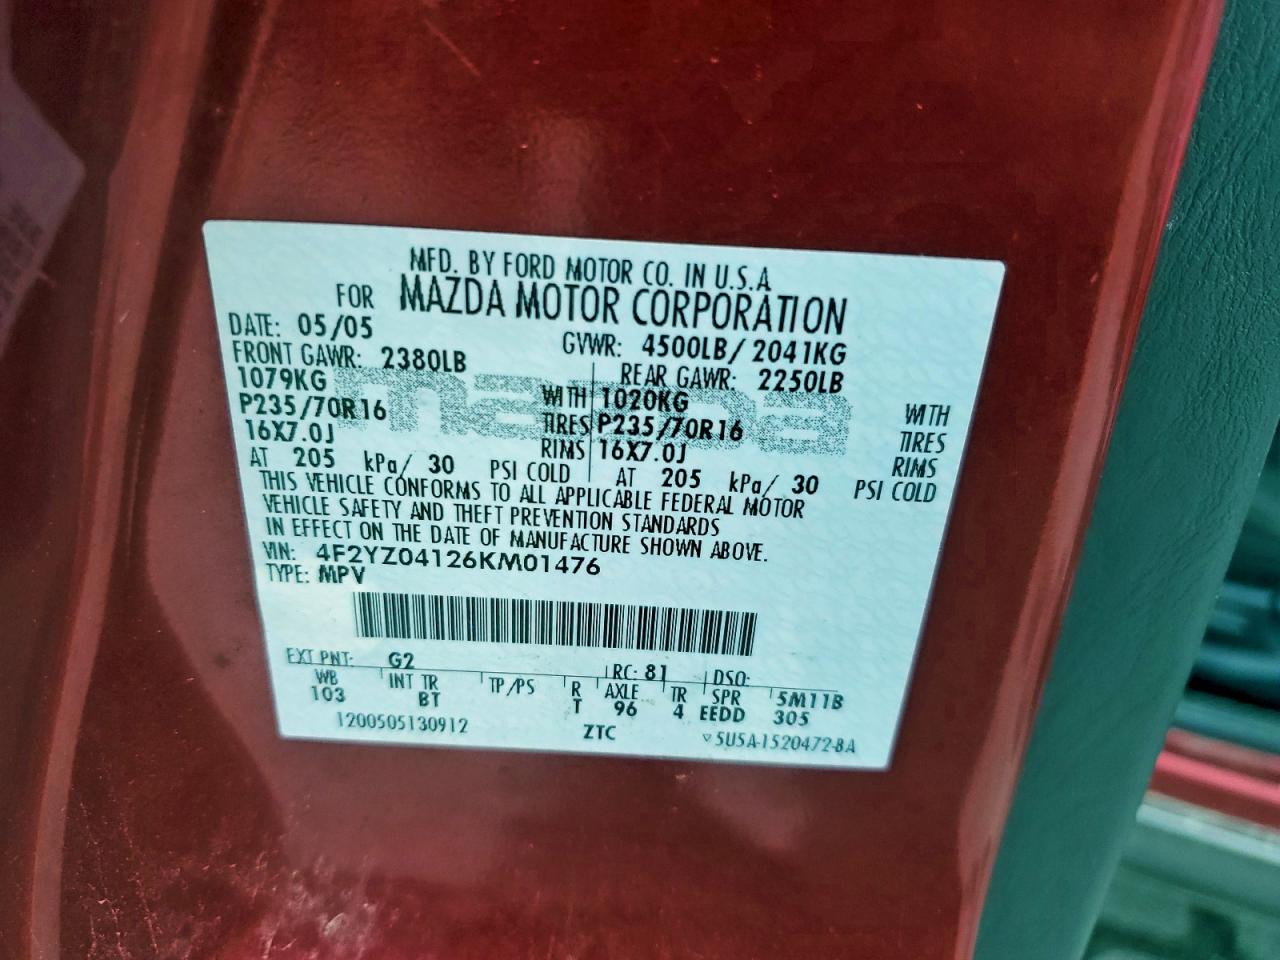 MFD. BY FORD MOTOR CO. IN U.S.A
FOR MAZDA MOTOR CORPORATION
DATE: 05/05 GVWR: 4500LB/ 2041KG
FRONT GAWR: 2380LB REAR GAWR: 2250LB
1079KG WITH 1020KG WITH
P235/70R16 TIRES P235/70R16 TIRES
16X7.0J RIMS 16X7.0J RIMS
AT 205 kPa/ 30 PSI COLD AT 205 kPa/ 30 PSI COLD
THIS VEHICLE CONFORMS TO ALL APPLICABLE FEDERAL MOTOR
VEHICLE SAFETY AND THEFT PREVENTION STANDARDS
IN EFFECT ON THE DATE OF MANUFACTURE SHOWN ABOVE.
VIN: 4F2YZ04126KM01476
TYPE: MPV
EXT PNT: G2 RC: 81 DSO:
WB INT TR TP/PS R AXLE TR SPR 5M11B
103 BT T 96 4 EEDD 305
1200505130912 ZTC 5U5A-1520472-BA